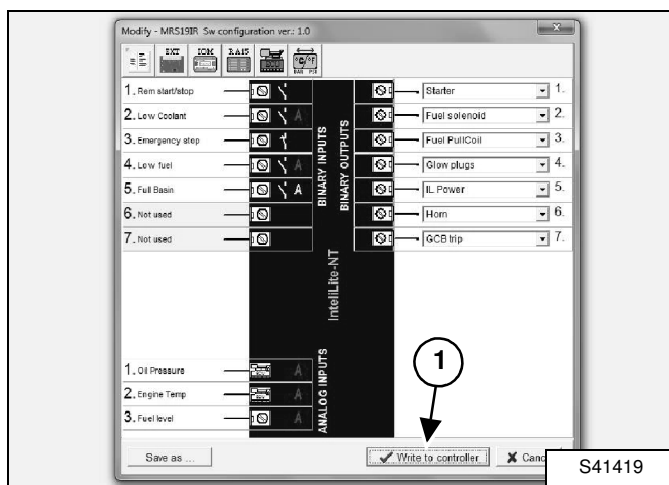 Modify - MRS19IR Sw configuration ver.: 1.0
EXT IOM RA15 °C/°F BAR PSI
1. Rem start/stop
2. Low Coolant A
3. Emergency stop
4. Low fuel A
5. Full Basin A
6. Not used
7. Not used
BINARY INPUTS
BINARY OUTPUTS
Starter 1.
Fuel solenoid 2.
Fuel PullCoil 3.
Glow plugs 4.
IL Power 5.
Horn 6.
GCB trip 7.
InteliLite-NT
1. Oil Pressure A
2. Engine Temp A
3. Fuel level A
ANALOG INPUTS
1
Save as ...
Write to controller
X Canc
S41419